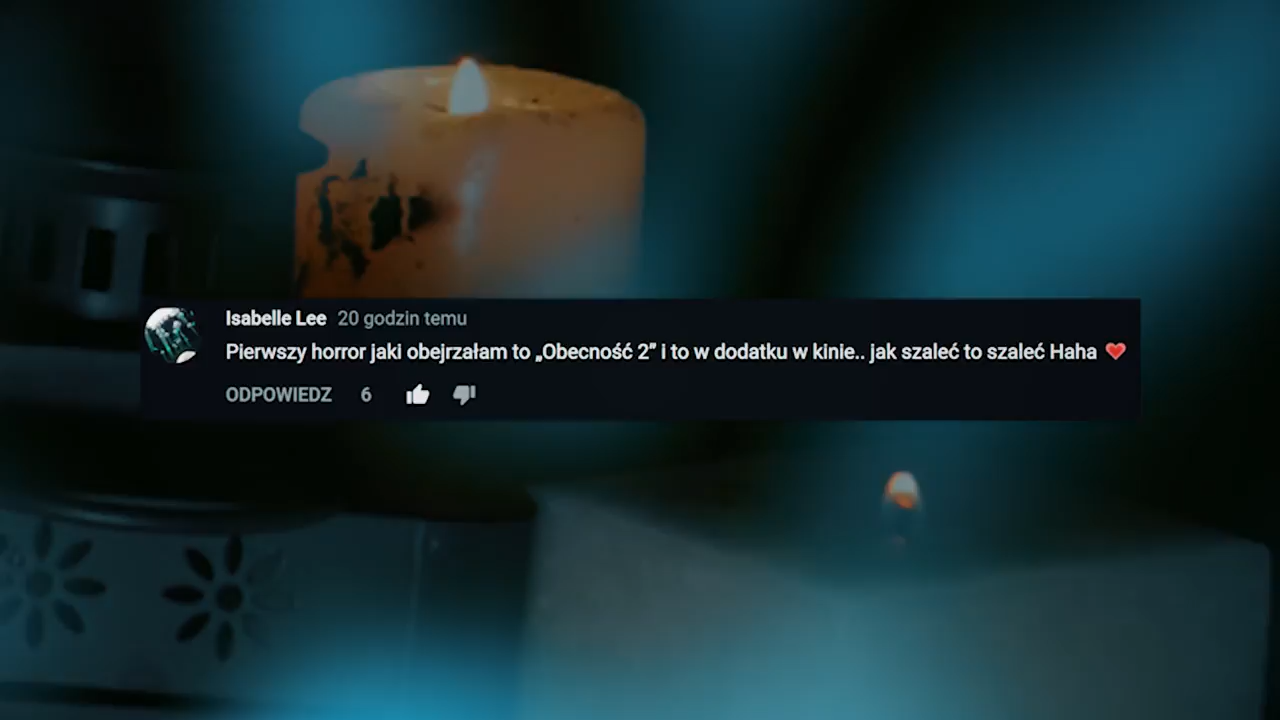 Isabelle Lee 20 godzin temu
Pierwszy horror jaki obejrzałam to „Obecność 2” i to w dodatku w kinie.. jak szaleć to szaleć Haha ❤️
ODPOWIEDZ 6